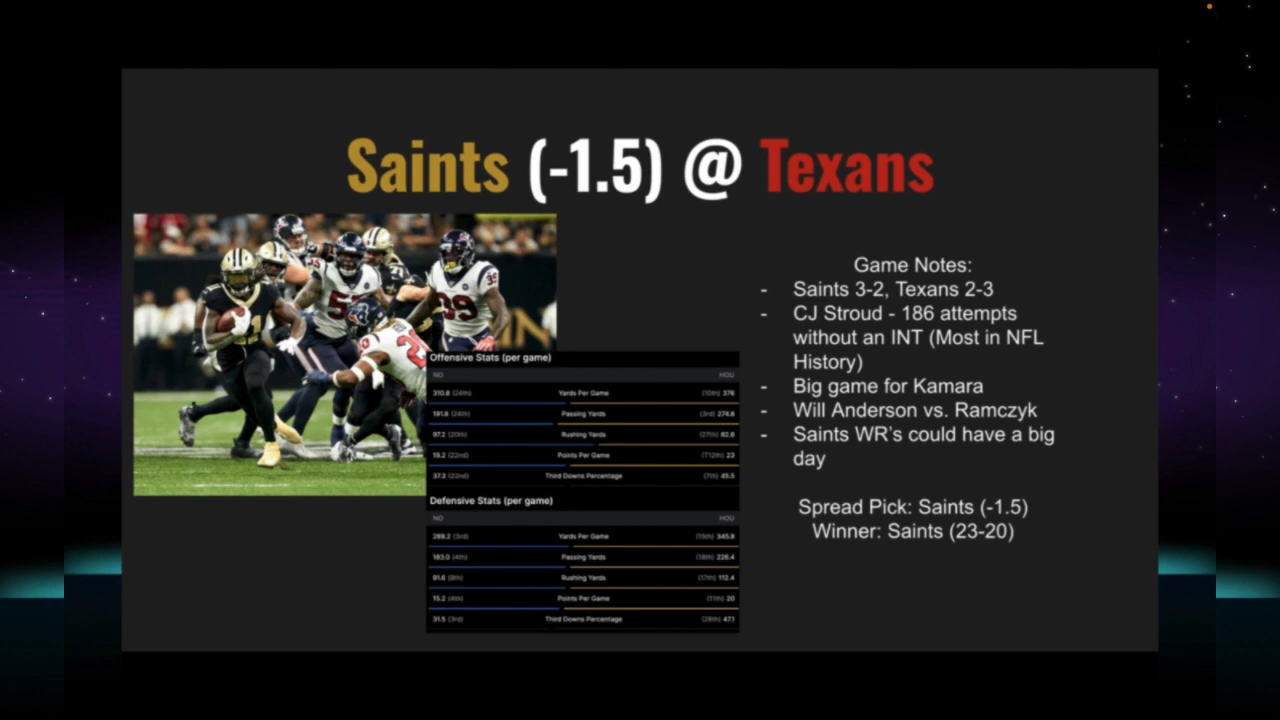 Saints (-1.5) @ Texans
Offensive Stats (per game)
NO HOU
310.8 (24th) Yards Per Game (10th) 376
191.8 (24th) Passing Yards (3rd) 274.8
97.2 (20th) Rushing Yards (27th) 82.6
19.2 (22nd) Points Per Game (T12th) 23
37.3 (22nd) Third Downs Percentage (7th) 45.5
Defensive Stats (per game)
NO HOU
289.2 (3rd) Yards Per Game (15th) 345.8
183.0 (4th) Passing Yards (18th) 226.4
91.6 (8th) Rushing Yards (17th) 112.4
15.2 (4th) Points Per Game (11th) 20
31.5 (3rd) Third Downs Percentage (28th) 47.1
Game Notes:
- Saints 3-2, Texans 2-3
- CJ Stroud - 186 attempts
without an INT (Most in NFL
History)
- Big game for Kamara
- Will Anderson vs. Ramczyk
- Saints WR's could have a big
day
Spread Pick: Saints (-1.5)
Winner: Saints (23-20)